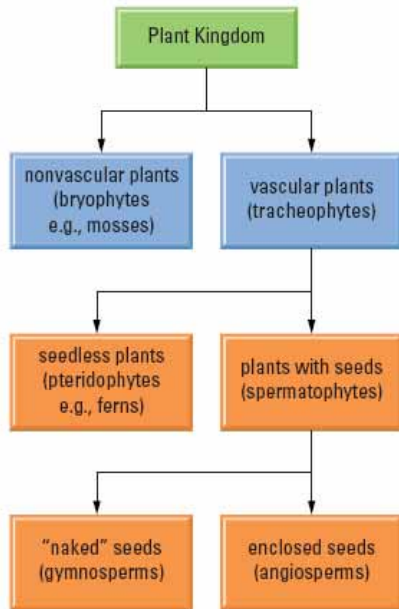 Plant Kingdom
nonvascular plants
(bryophytes
e.g., mosses)
vascular plants
(tracheophytes)
seedless plants
(pteridophytes
e.g., ferns)
plants with seeds
(spermatophytes)
“naked” seeds
(gymnosperms)
enclosed seeds
(angiosperms)